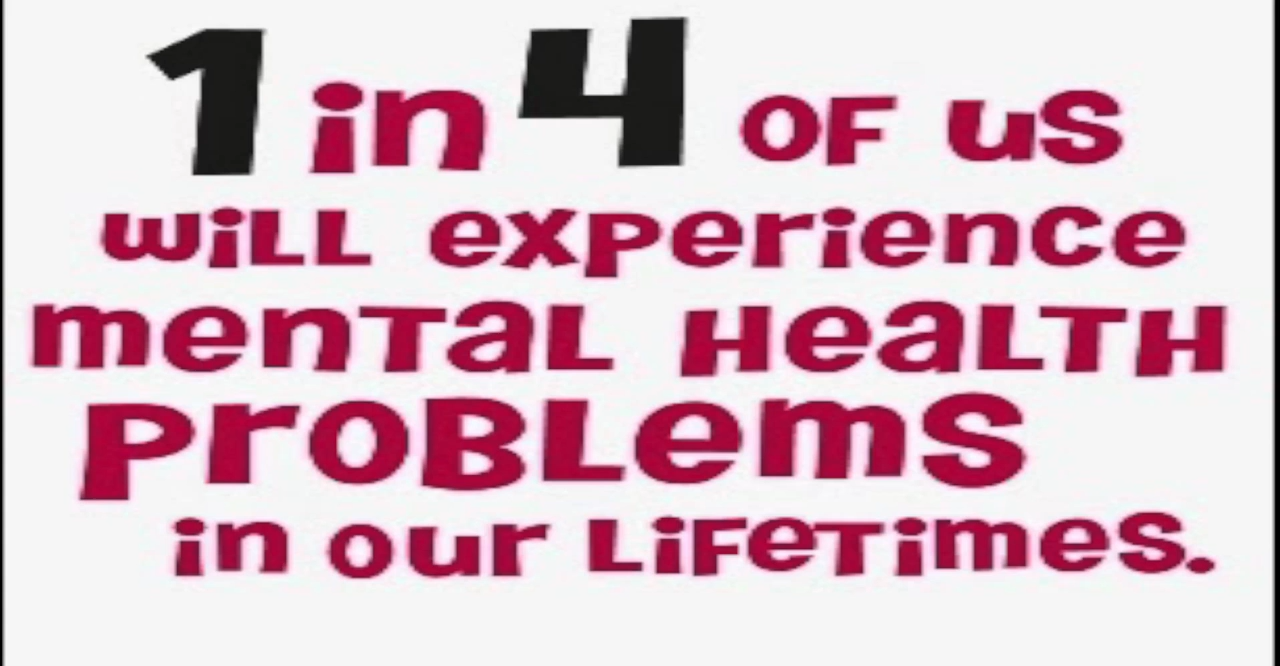 1 in 4 OF us
wiLL experience
menTaL HeaLTH
ProBLems
in our LiFeTimes.